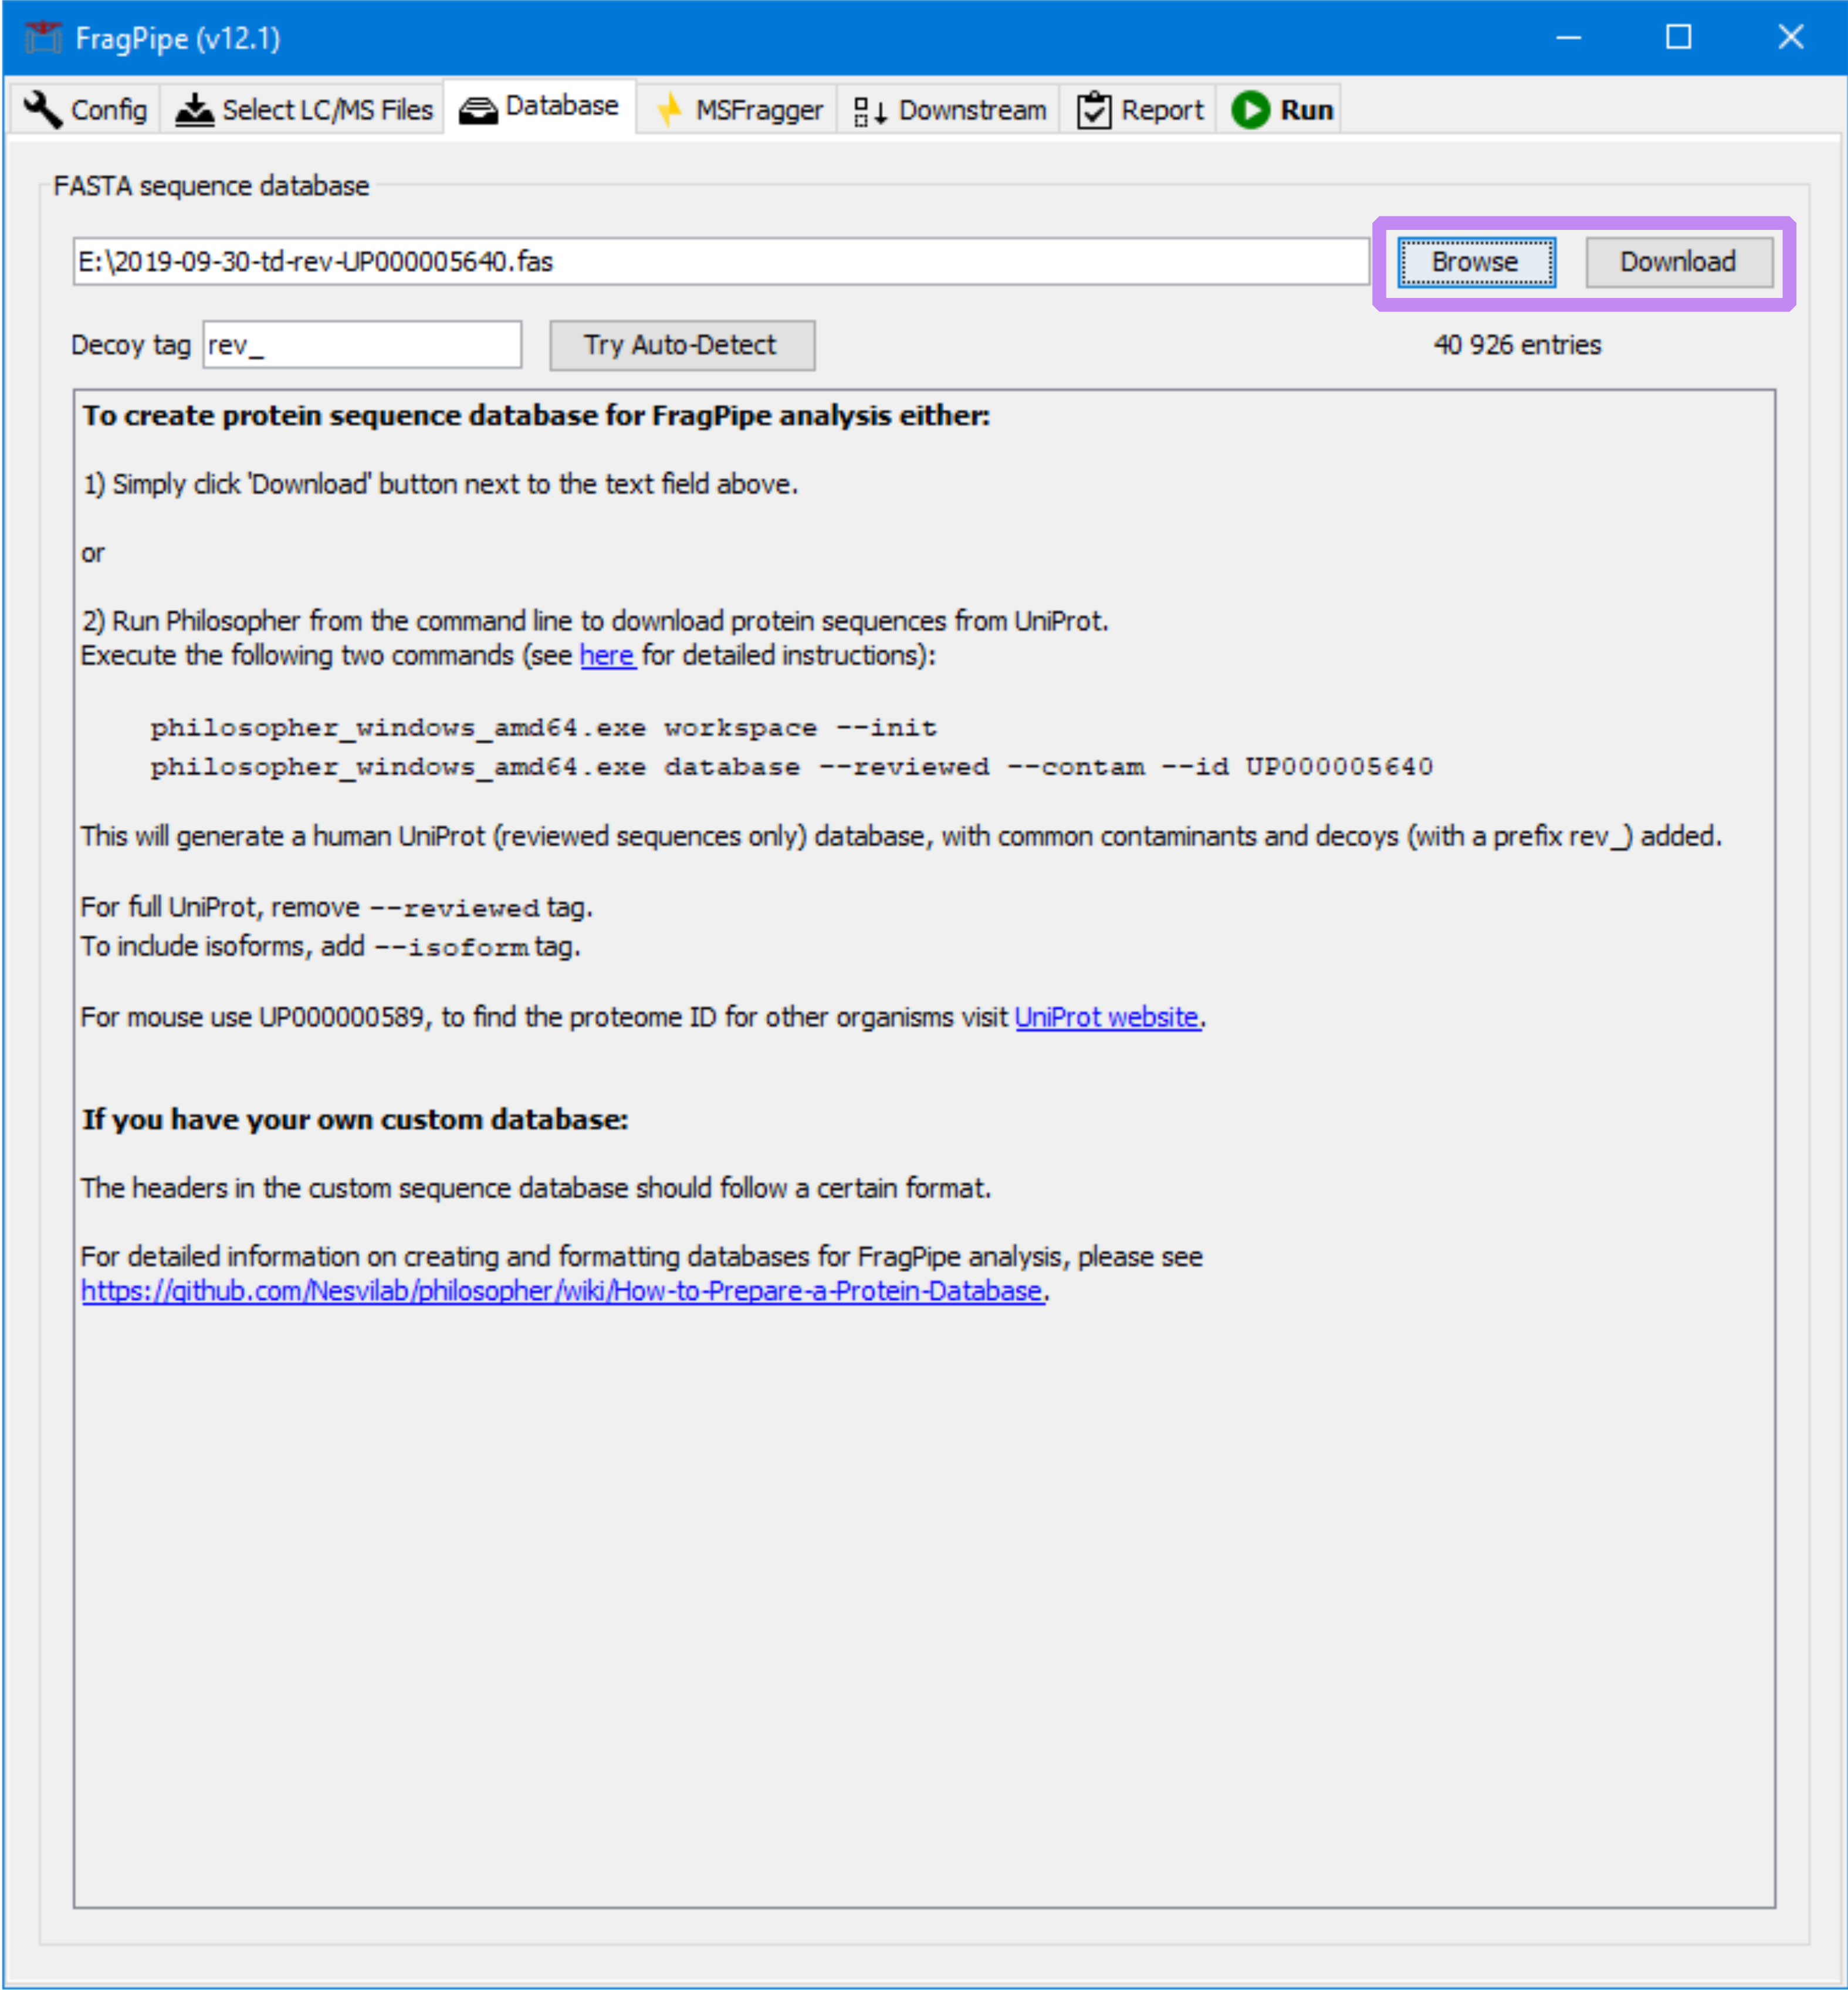 FragPipe (v12.1)
Config Select LC/MS Files Database MSFragger Downstream Report Run
FASTA sequence database
E:\2019-09-30-td-rev-UP000005640.fas Browse Download
Decoy tag rev_ Try Auto-Detect 40 926 entries
To create protein sequence database for FragPipe analysis either:
1) Simply click 'Download' button next to the text field above.
or
2) Run Philosopher from the command line to download protein sequences from UniProt.
Execute the following two commands (see here for detailed instructions):
philosopher_windows_amd64.exe workspace --init
philosopher_windows_amd64.exe database --reviewed --contam --id UP000005640
This will generate a human UniProt (reviewed sequences only) database, with common contaminants and decoys (with a prefix rev_) added.
For full UniProt, remove --reviewed tag.
To include isoforms, add --isoform tag.
For mouse use UP000000589, to find the proteome ID for other organisms visit UniProt website.
If you have your own custom database:
The headers in the custom sequence database should follow a certain format.
For detailed information on creating and formatting databases for FragPipe analysis, please see
https://github.com/Nesvilab/philosopher/wiki/How-to-Prepare-a-Protein-Database.